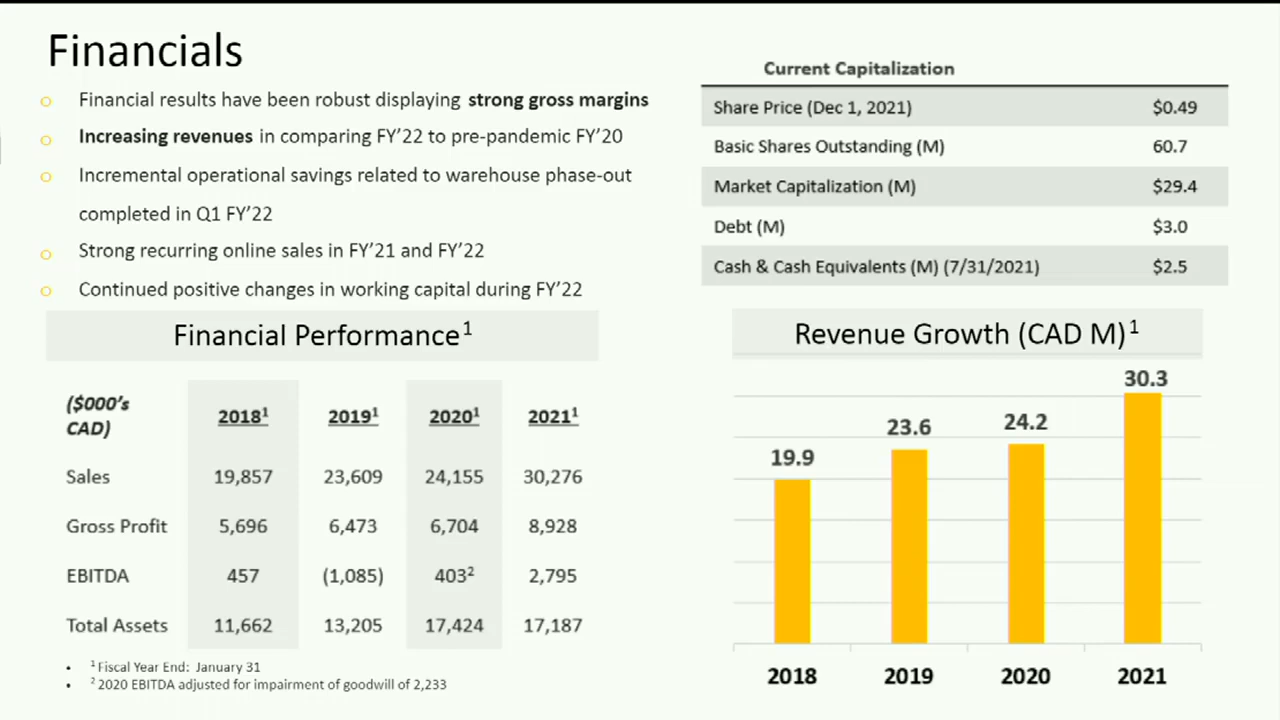 Financials
o Financial results have been robust displaying strong gross margins
o Increasing revenues in comparing FY'22 to pre-pandemic FY'20
o Incremental operational savings related to warehouse phase-out
completed in Q1 FY'22
o Strong recurring online sales in FY'21 and FY'22
o Continued positive changes in working capital during FY'22
Current Capitalization
Share Price (Dec 1, 2021) $0.49
Basic Shares Outstanding (M) 60.7
Market Capitalization (M) $29.4
Debt (M) $3.0
Cash & Cash Equivalents (M) (7/31/2021) $2.5
Financial Performance¹
($000's
CAD) 2018¹ 2019¹ 2020¹ 2021¹
Sales 19,857 23,609 24,155 30,276
Gross Profit 5,696 6,473 6,704 8,928
EBITDA 457 (1,085) 403² 2,795
Total Assets 11,662 13,205 17,424 17,187
• ¹ Fiscal Year End: January 31
• ² 2020 EBITDA adjusted for impairment of goodwill of 2,233
Revenue Growth (CAD M)¹
19.9 23.6 24.2 30.3
2018 2019 2020 2021